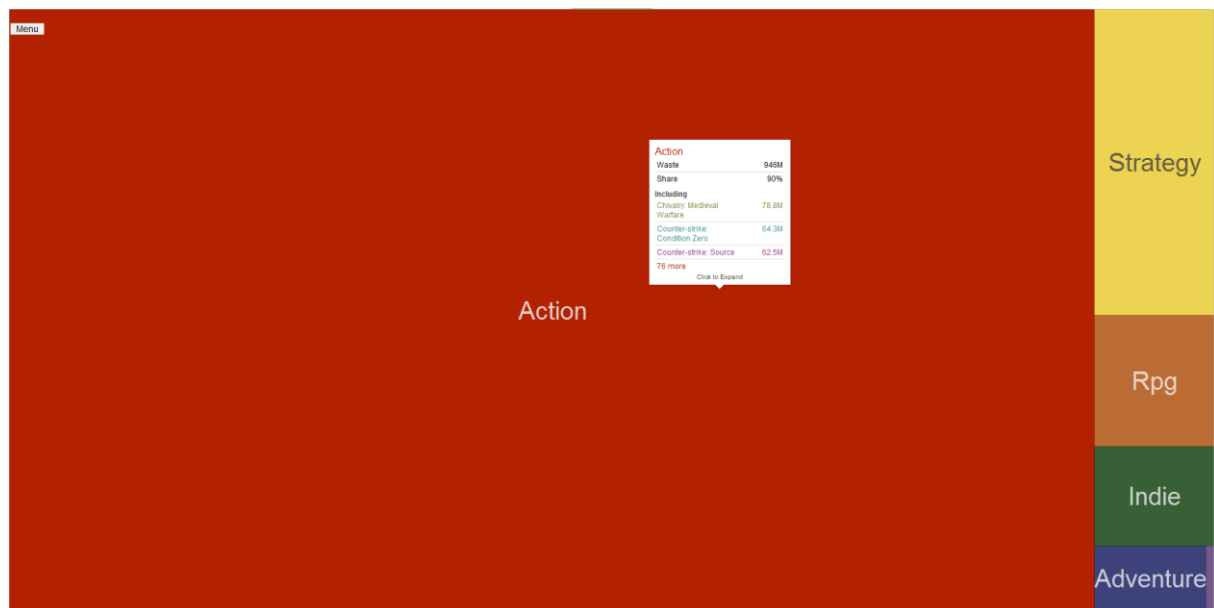 Menu
Action
Waste 946M
Share 90%
Including
Chivalry: Medieval 78.8M
Warfare
Counter-strike: 64.3M
Condition Zero
Counter-strike: Source 62.5M
76 more
Click to Expand
Action
Strategy
Rpg
Indie
Adventure